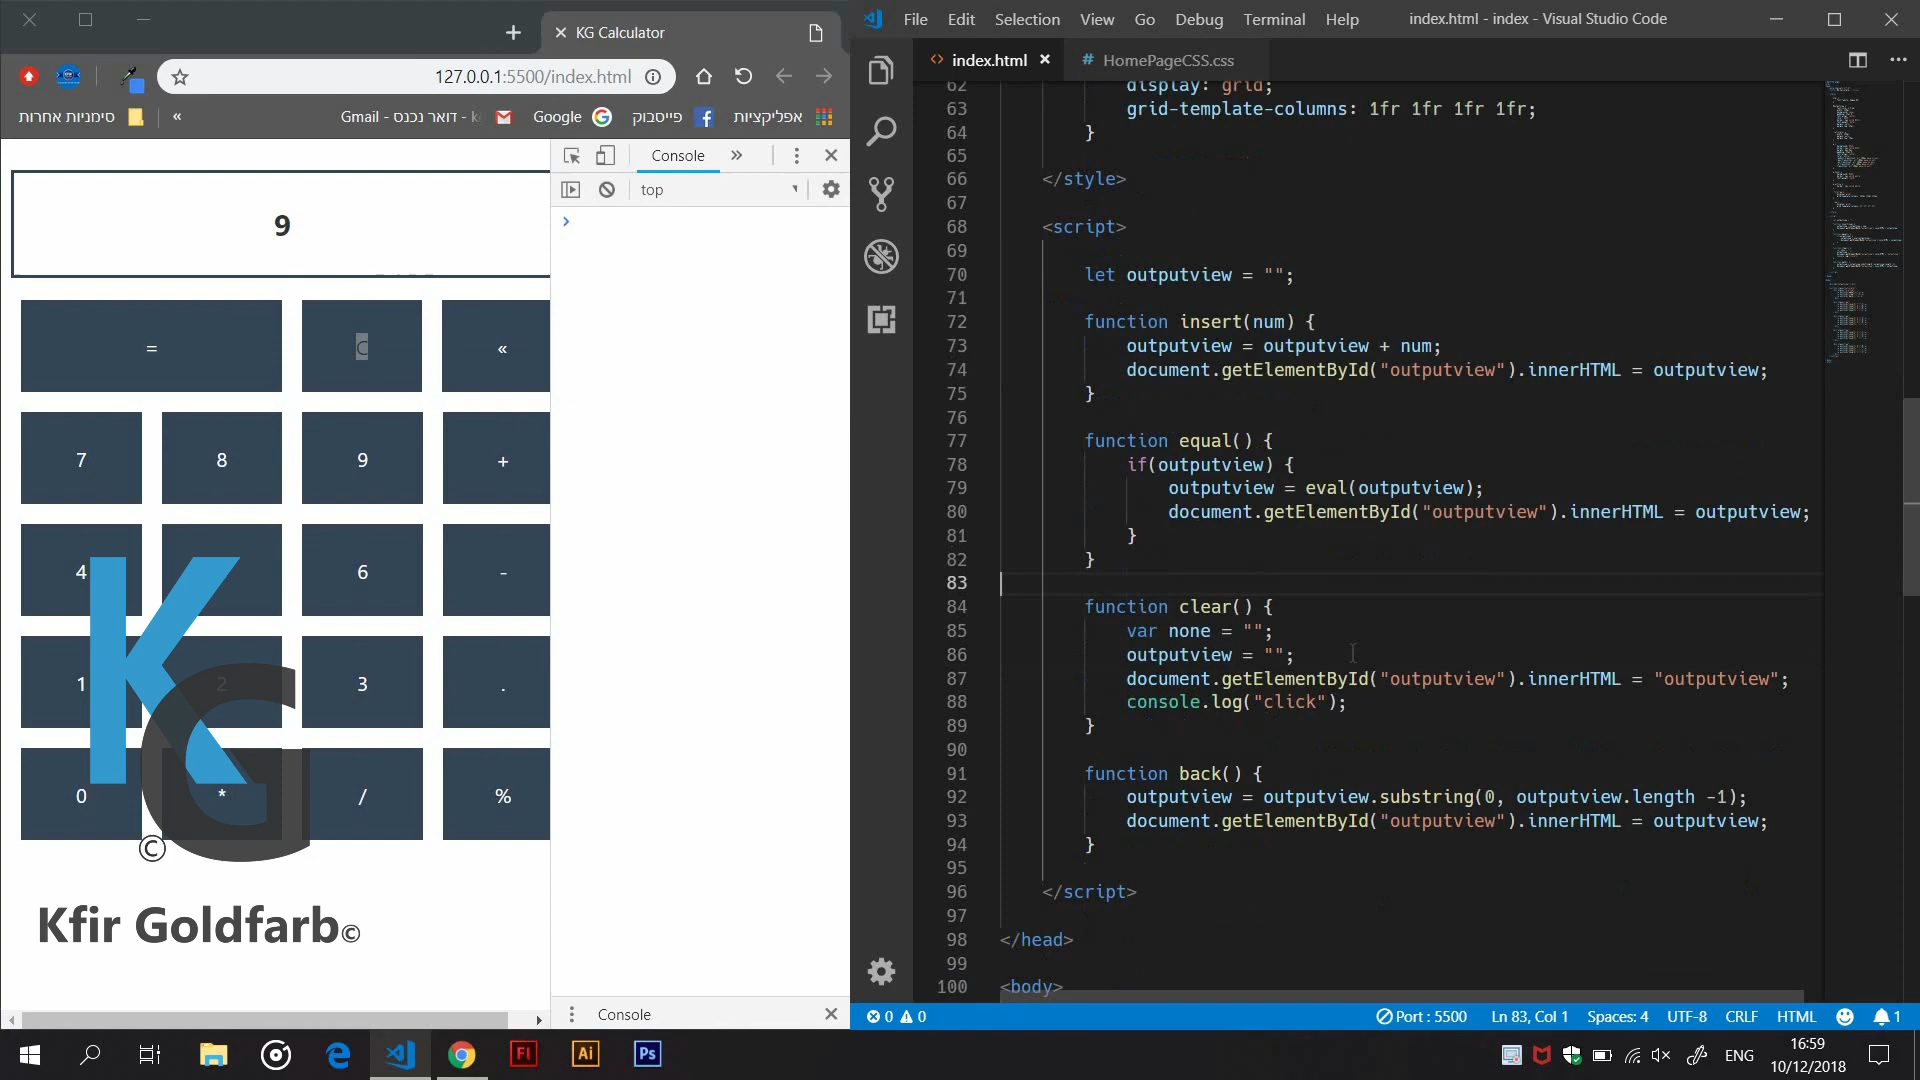 KG Calculator
127.0.0.1:5500/index.html
סימניות אחרות
«
Gmail - דואר נכנס - k
Google
פייסבוק
אפליקציות
Console
top
9
=
C
«
7
8
9
+
4
6
-
1
2
3
.
0
*
/
%
KG
©
Kfir Goldfarb©
Console
File Edit Selection View Go Debug Terminal Help
index.html - index - Visual Studio Code
index.html
# HomePageCSS.css
62 display: grid;
63 grid-template-columns: 1fr 1fr 1fr 1fr;
64 }
65
66 </style>
67
68 <script>
69
70 let outputview = "";
71
72 function insert(num) {
73 outputview = outputview + num;
74 document.getElementById("outputview").innerHTML = outputview;
75 }
76
77 function equal() {
78 if(outputview) {
79 outputview = eval(outputview);
80 document.getElementById("outputview").innerHTML = outputview;
81 }
82 }
83
84 function clear() {
85 var none = "";
86 outputview = "";
87 document.getElementById("outputview").innerHTML = "outputview";
88 console.log("click");
89 }
90
91 function back() {
92 outputview = outputview.substring(0, outputview.length -1);
93 document.getElementById("outputview").innerHTML = outputview;
94 }
95
96 </script>
97
98 </head>
99
100 <body>
0 0
Port : 5500 Ln 83, Col 1 Spaces: 4 UTF-8 CRLF HTML 1
Fl
Ai
Ps
ENG
16:59
10/12/2018